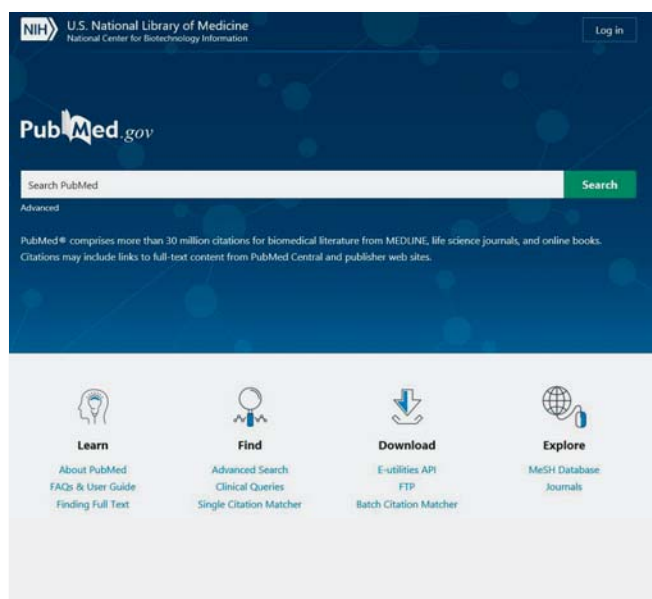 NIH U.S. National Library of Medicine
National Center for Biotechnology Information
Log in
PubMed.gov
Search PubMed
Search
Advanced
PubMed® comprises more than 30 million citations for biomedical literature from MEDLINE, life science journals, and online books.
Citations may include links to full-text content from PubMed Central and publisher web sites.
Learn
About PubMed
FAQs & User Guide
Finding Full Text
Find
Advanced Search
Clinical Queries
Single Citation Matcher
Download
E-utilities API
FTP
Batch Citation Matcher
Explore
MeSH Database
Journals